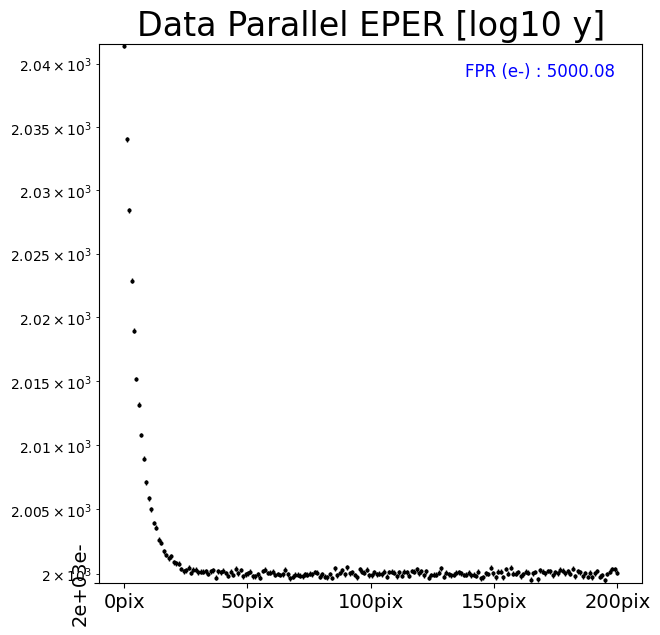 Data Parallel EPER [log10 y]
FPR (e-) : 5000.08
2.04 × 10³
2.035 × 10³
2.03 × 10³
2.025 × 10³
2.02 × 10³
2.015 × 10³
2.01 × 10³
2.005 × 10³
2 × 10³
2e+03e-
0pix 50pix 100pix 150pix 200pix